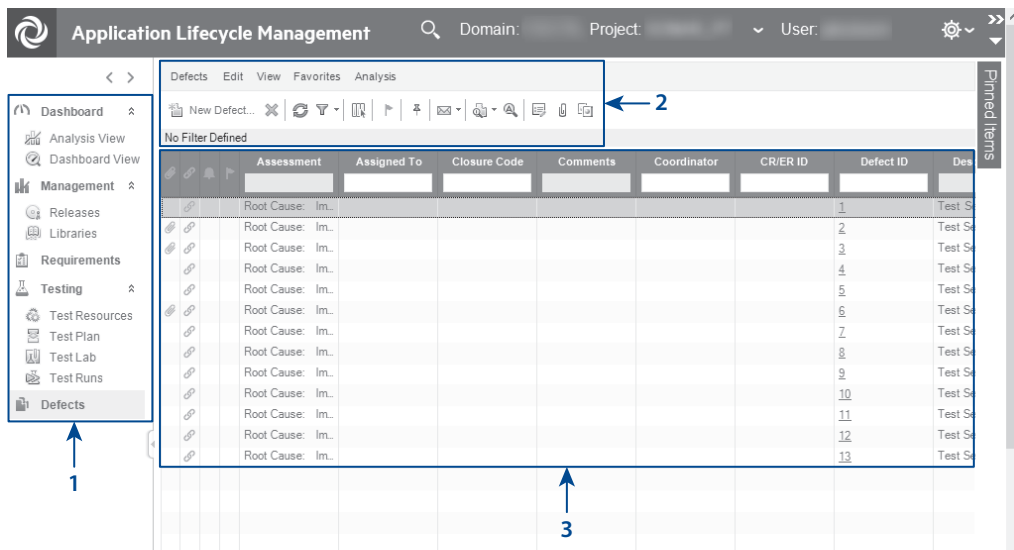 Application Lifecycle Management Domain: Project: User:
Pinned Items
Defects Edit View Favorites Analysis
New Defect...
2
No Filter Defined
Dashboard
Analysis View
Dashboard View
Management
Releases
Libraries
Requirements
Testing
Test Resources
Test Plan
Test Lab
Test Runs
Defects
1
Assessment Assigned To Closure Code Comments Coordinator CR/ER ID Defect ID Des
Root Cause: Im... 1 Test Se
Root Cause: Im... 2 Test Se
Root Cause: Im... 3 Test Se
Root Cause: Im... 4 Test Se
Root Cause: Im... 5 Test Se
Root Cause: Im... 6 Test Se
Root Cause: Im... 7 Test Se
Root Cause: Im... 8 Test Se
Root Cause: Im... 9 Test Se
Root Cause: Im... 10 Test Se
Root Cause: Im... 11 Test Se
Root Cause: Im... 12 Test Se
Root Cause: Im... 13 Test Se
3